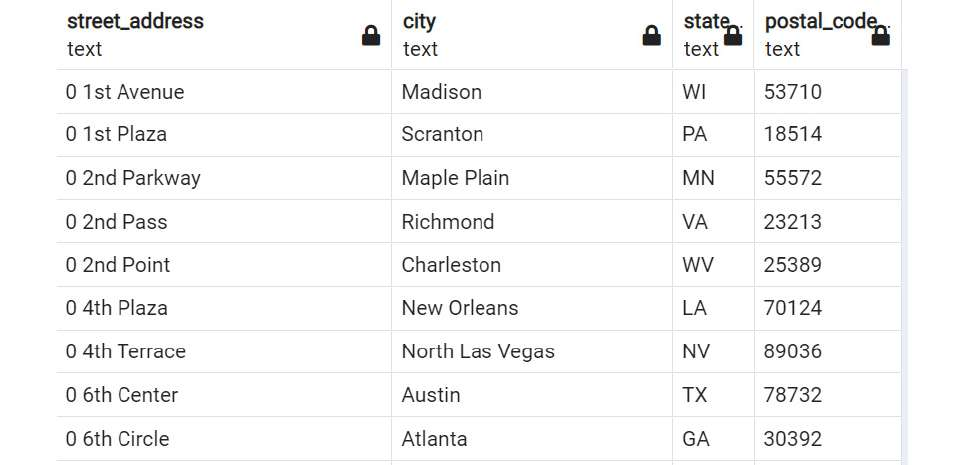 street_address city state.. postal_code..
text text text text
0 1st Avenue Madison WI 53710
0 1st Plaza Scranton PA 18514
0 2nd Parkway Maple Plain MN 55572
0 2nd Pass Richmond VA 23213
0 2nd Point Charleston WV 25389
0 4th Plaza New Orleans LA 70124
0 4th Terrace North Las Vegas NV 89036
0 6th Center Austin TX 78732
0 6th Circle Atlanta GA 30392